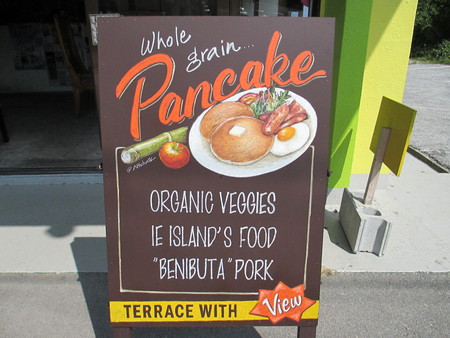 Whole
grain...
Pancake
ORGANIC VEGGIES
IE ISLAND'S FOOD
"BENIBUTA" PORK
TERRACE WITH View